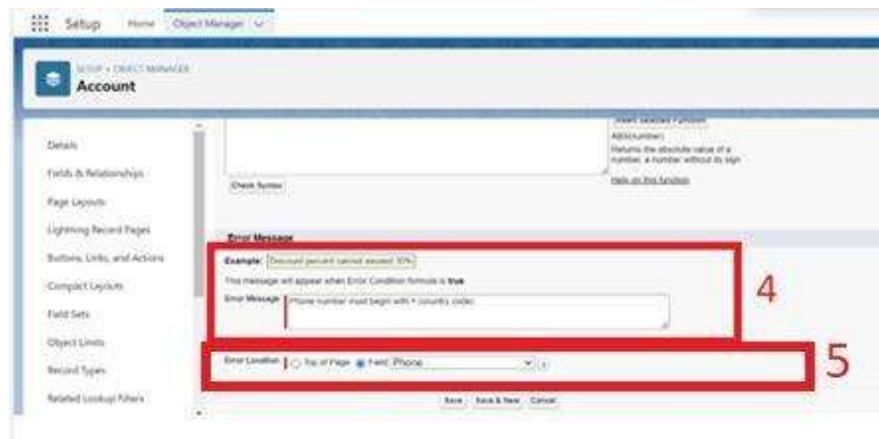 Setup Home Object Manager
SETUP > OBJECT MANAGER
Account
Details
Fields & Relationships
Page Layouts
Lightning Record Pages
Buttons, Links, and Actions
Compact Layouts
Field Sets
Object Limits
Record Types
Related Lookup Filters
Insert Selected Function
ABS(number)
Returns the absolute value of a
number, a number without its sign
Help on this function
Check Syntax
Error Message
Example: Discount percent cannot exceed 30%
This message will appear when Error Condition formula is true
Error Message Phone number must begin with + (country code)
4
Error Location Top of Page Field Phone i
5
Save Save & New Cancel